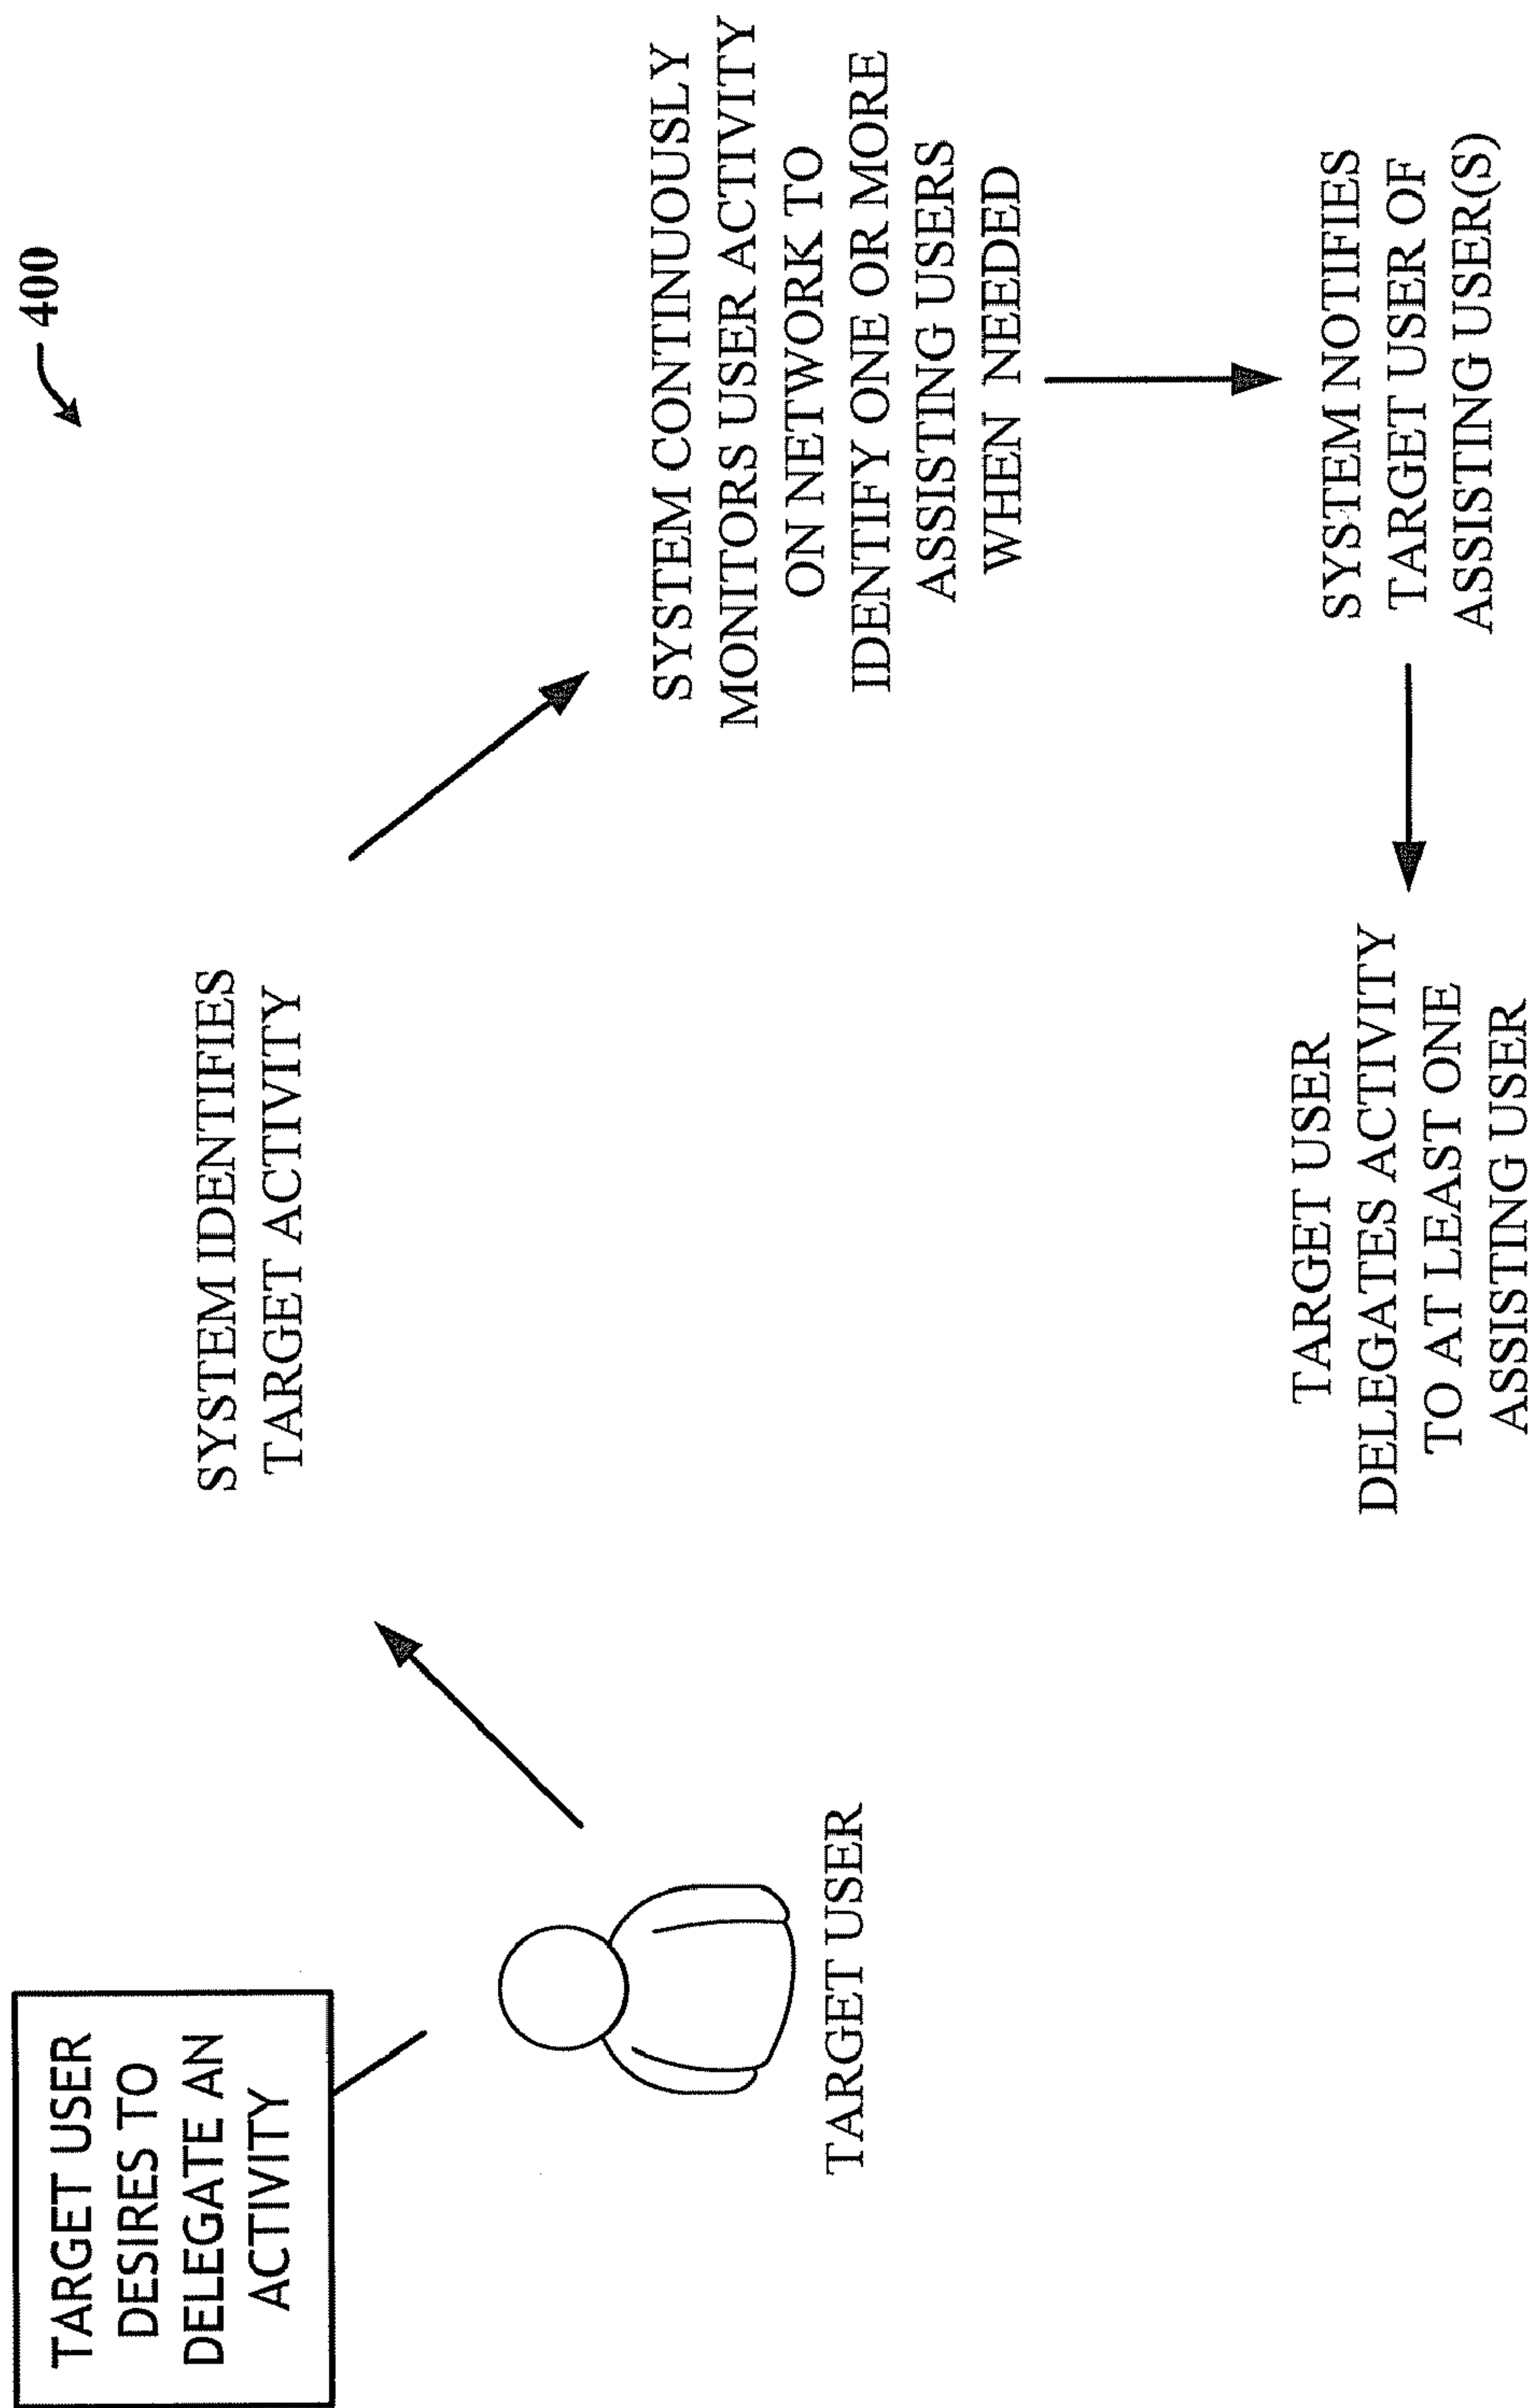 400
TARGET USER
DESIRES TO
DELEGATE AN
ACTIVITY
TARGET USER
SYSTEM IDENTIFIES
TARGET ACTIVITY
SYSTEM CONTINUOUSLY
MONITORS USER ACTIVITY
ON NETWORK TO
IDENTIFY ONE OR MORE
ASSISTING USERS
WHEN NEEDED
SYSTEM NOTIFIES
TARGET USER OF
ASSISTING USER(S)
TARGET USER
DELEGATES ACTIVITY
TO AT LEAST ONE
ASSISTING USER